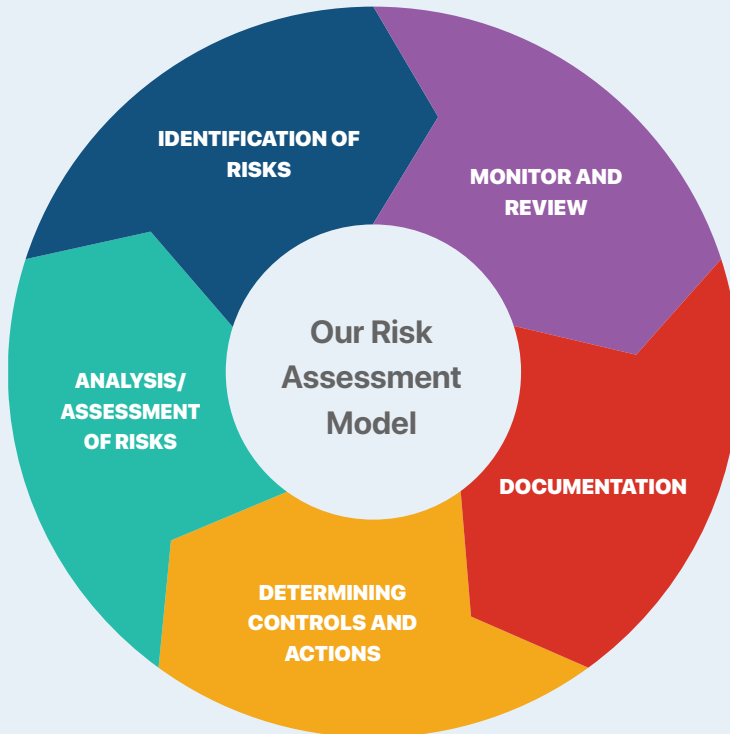 IDENTIFICATION OF
RISKS
MONITOR AND
REVIEW
Our Risk
Assessment
Model
ANALYSIS/
ASSESSMENT
OF RISKS
DOCUMENTATION
DETERMINING
CONTROLS AND
ACTIONS